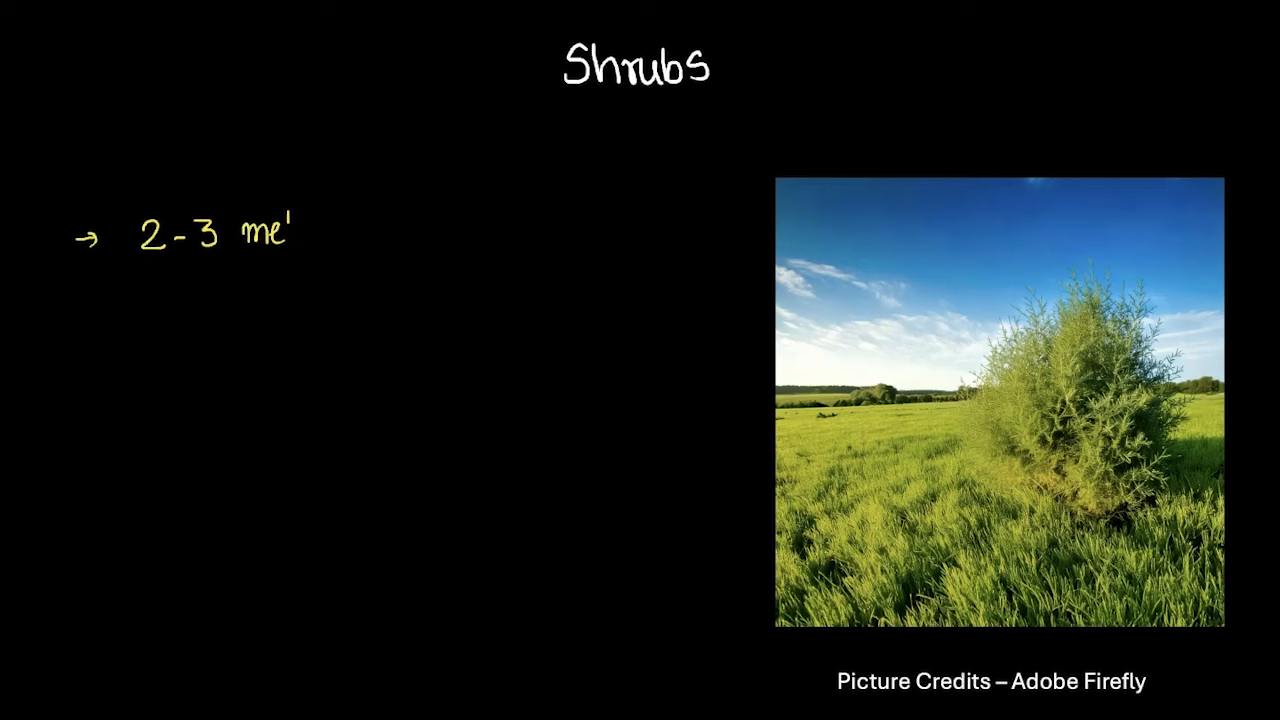 Shrubs
→ 2-3 me
Picture Credits – Adobe Firefly